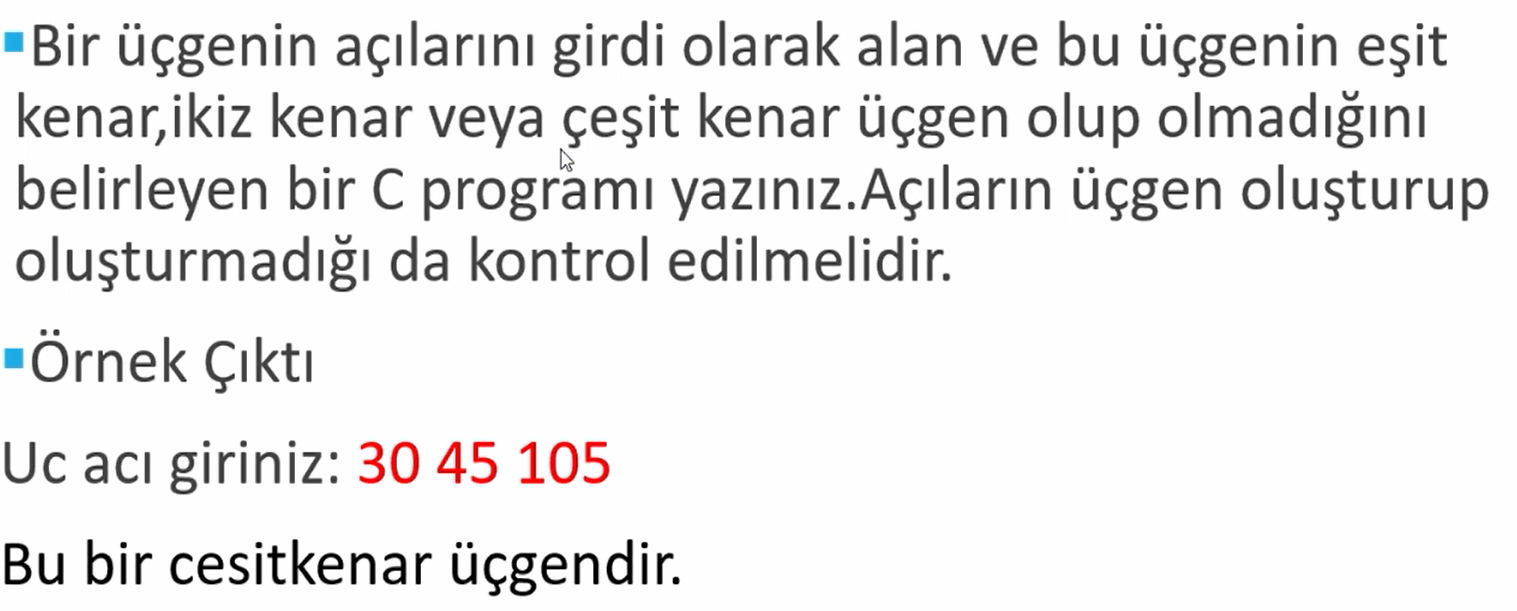 ▪Bir üçgenin açılarını girdi olarak alan ve bu üçgenin eşit
kenar,ikiz kenar veya çeşit kenar üçgen olup olmadığını
belirleyen bir C programı yazınız.Açıların üçgen oluşturup
oluşturmadığı da kontrol edilmelidir.
▪Örnek Çıktı
Uc acı giriniz: 30 45 105
Bu bir cesitkenar üçgendir.